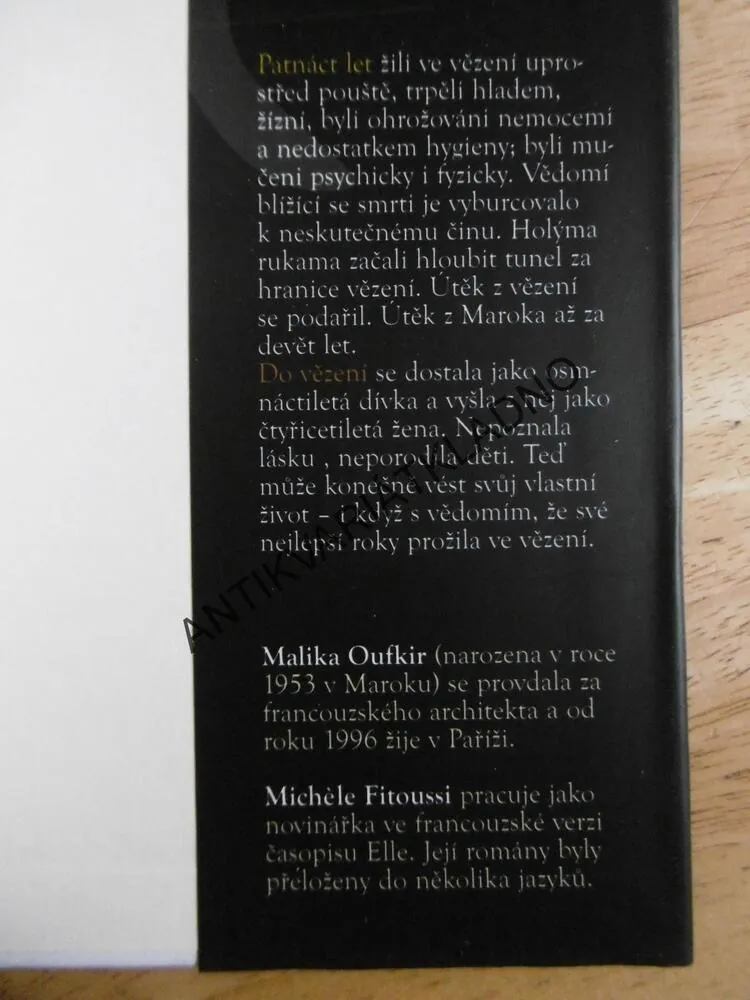 Patnáct let žili ve vězení upro-
střed pouště, trpěli hladem,
žízní, byli ohrožováni nemocemi
a nedostatkem hygieny; byli mu-
čeni psychicky i fyzicky. Vědomí
blížící se smrti je vyburcovalo
k neskutečnému činu. Holýma
rukama začali hloubit tunel za
hranice vězení. Útěk z vězení
se podařil. Útěk z Maroka až za
devět let.
Do vězení se dostala jako osm-
náctiletá dívka a vyšla z něj jako
čtyřicetiletá žena. Nepoznala
lásku , neporodila děti. Teď
může konečně vést svůj vlastní
život – i když s vědomím, že své
nejlepší roky prožila ve vězení.
ANTIKVARIÁTKLADNO
Malika Oufkir (narozena v roce
1953 v Maroku) se provdala za
francouzského architekta a od
roku 1996 žije v Paříži.
Michèle Fitoussi pracuje jako
novinářka ve francouzské verzi
časopisu Elle. Její romány byly
přeloženy do několika jazyků.